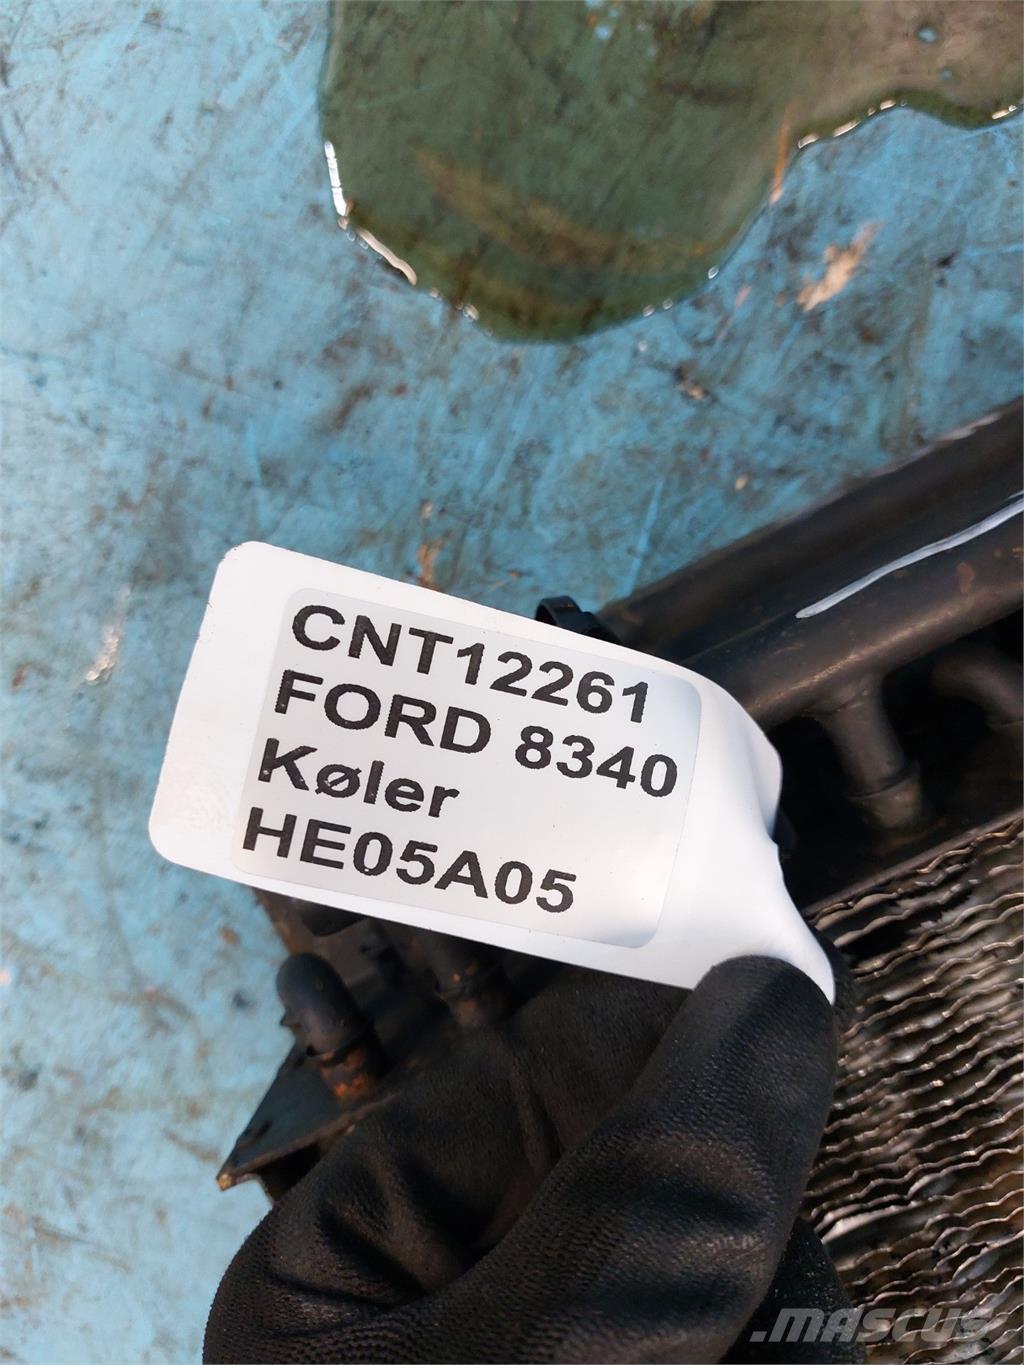 CNT12261
FORD 8340
Køler
HE05A05
.MASCUS